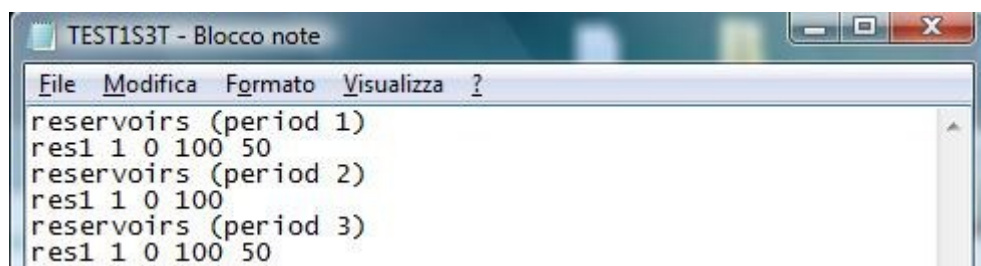 TEST1S3T - Blocco note
File Modifica Formato Visualizza ?
reservoirs (period 1)
res1 1 0 100 50
reservoirs (period 2)
res1 1 0 100
reservoirs (period 3)
res1 1 0 100 50